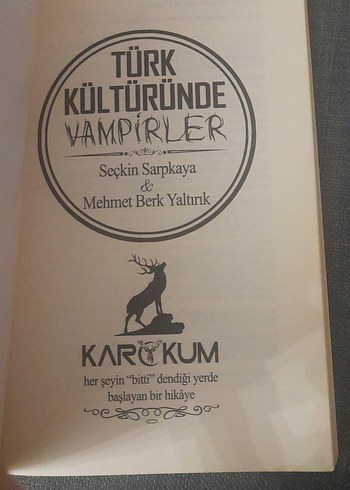 TÜRK
KÜLTÜRÜNDE
VAMPİRLER
Seçkin Sarpkaya
&
Mehmet Berk Yaltırık
KARAKUM
her şeyin “bitti” dendiği yerde
başlayan bir hikâye